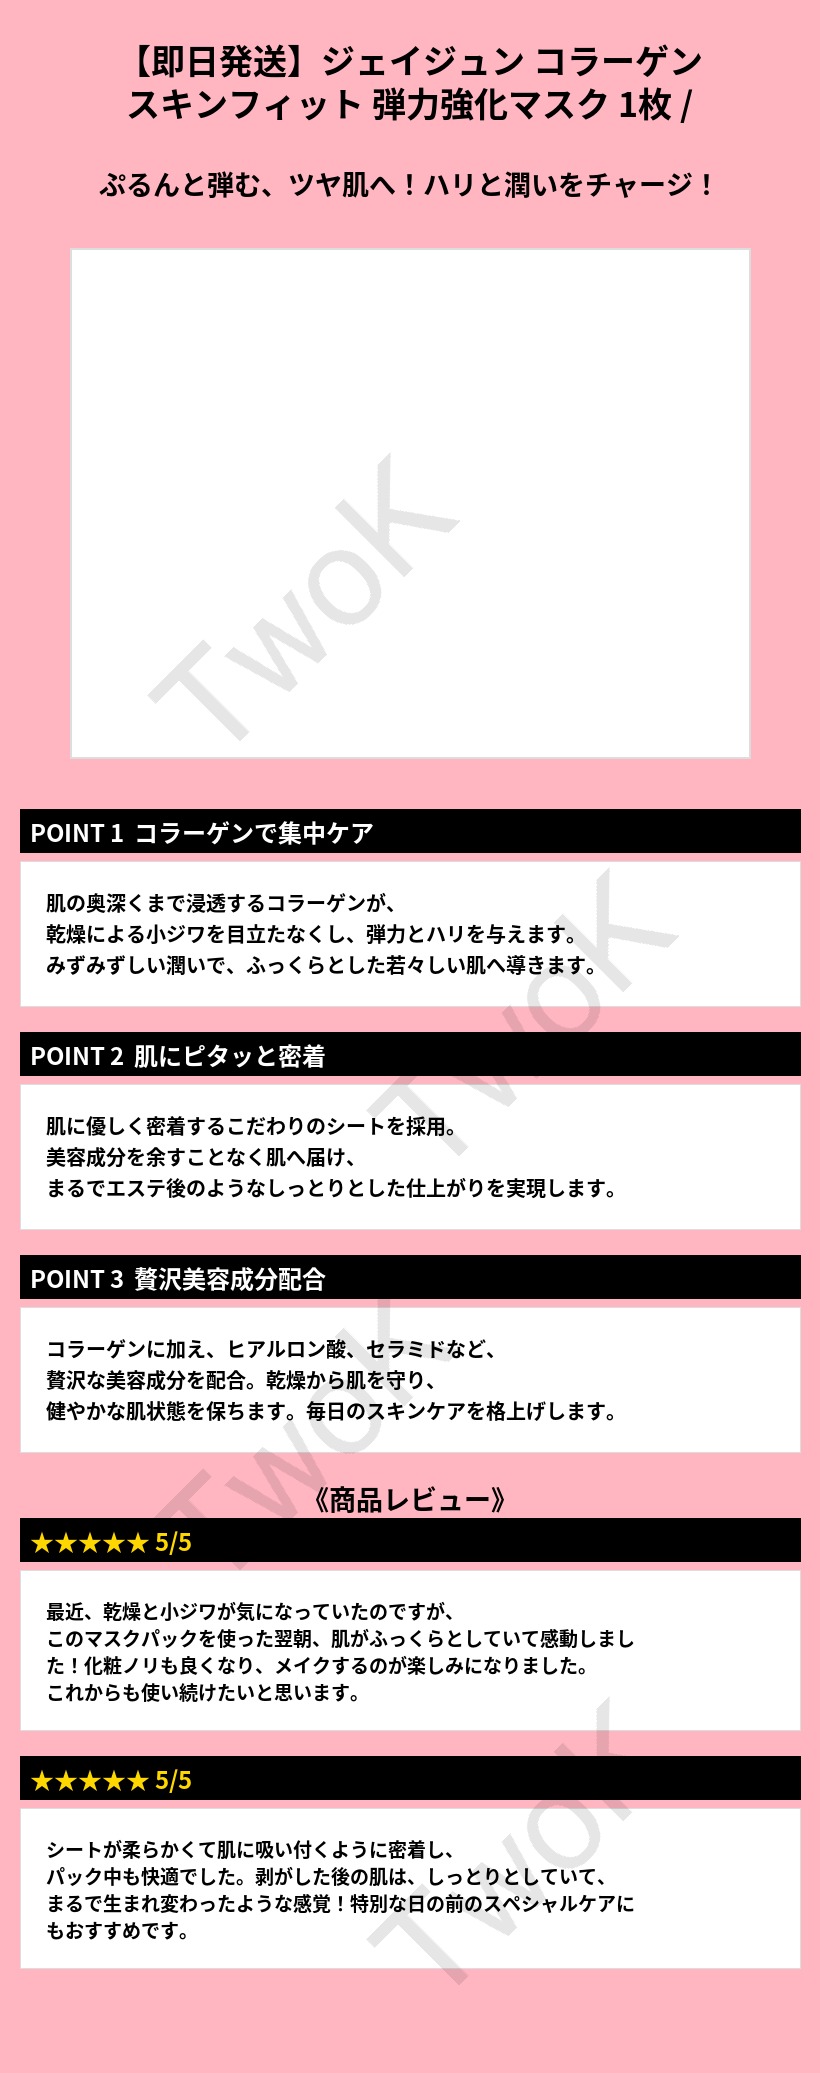 【即日発送】ジェイジュン コラーゲン
スキンフィット 弾力強化マスク 1枚 /
ぷるんと弾む、ツヤ肌へ！ハリと潤いをチャージ！
TwoK
POINT 1 コラーゲンで集中ケア
肌の奥深くまで浸透するコラーゲンが、
乾燥による小ジワを目立たなくし、弾力とハリを与えます。
みずみずしい潤いで、ふっくらとした若々しい肌へ導きます。
TwoK
POINT 2 肌にピタッと密着
肌に優しく密着するこだわりのシートを採用。
美容成分を余すことなく肌へ届け、
まるでエステ後のようなしっとりとした仕上がりを実現します。
POINT 3 贅沢美容成分配合
コラーゲンに加え、ヒアルロン酸、セラミドなど、
贅沢な美容成分を配合。乾燥から肌を守り、
健やかな肌状態を保ちます。毎日のスキンケアを格上げします。
TwoK
《商品レビュー》
★★★★★ 5/5
最近、乾燥と小ジワが気になっていたのですが、
このマスクパックを使った翌朝、肌がふっくらとしていて感動しまし
た！化粧ノリも良くなり、メイクするのが楽しみになりました。
これからも使い続けたいと思います。
★★★★★ 5/5
TwoK
シートが柔らかくて肌に吸い付くように密着し、
パック中も快適でした。剥がした後の肌は、しっとりとしていて、
まるで生まれ変わったような感覚！特別な日の前のスペシャルケアに
もおすすめです。